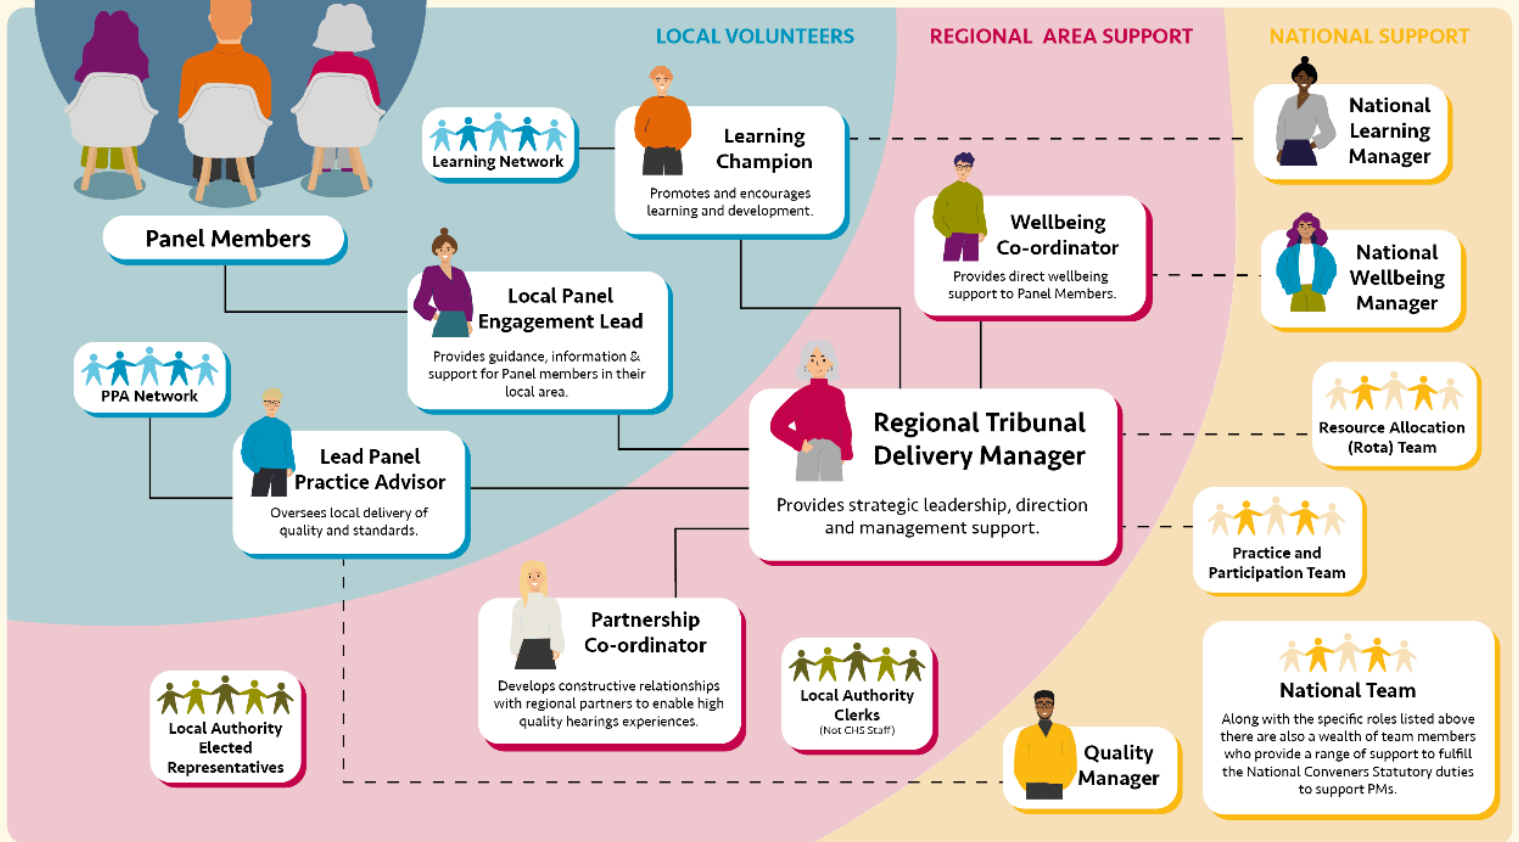 LOCAL VOLUNTEERS
REGIONAL AREA SUPPORT
NATIONAL SUPPORT
Learning Network
Learning
Champion
Promotes and encourages
learning and development.
National
Learning
Manager
Panel Members
Wellbeing
Co-ordinator
Provides direct wellbeing
support to Panel Members.
National
Wellbeing
Manager
Local Panel
Engagement Lead
Provides guidance, information &
support for Panel members in their
local area.
PPA Network
Lead Panel
Practice Advisor
Oversees local delivery of
quality and standards.
Regional Tribunal
Delivery Manager
Provides strategic leadership, direction
and management support.
Resource Allocation
(Rota) Team
Practice and
Participation Team
Partnership
Co-ordinator
Develops constructive relationships
with regional partners to enable high
quality hearings experiences.
Local Authority
Clerks
(Not CHS Staff)
Local Authority
Elected
Representatives
Quality
Manager
National Team
Along with the specific roles listed above
there are also a wealth of team members
who provide a range of support to fulfill
the National Conveners Statutory duties
to support PMs.